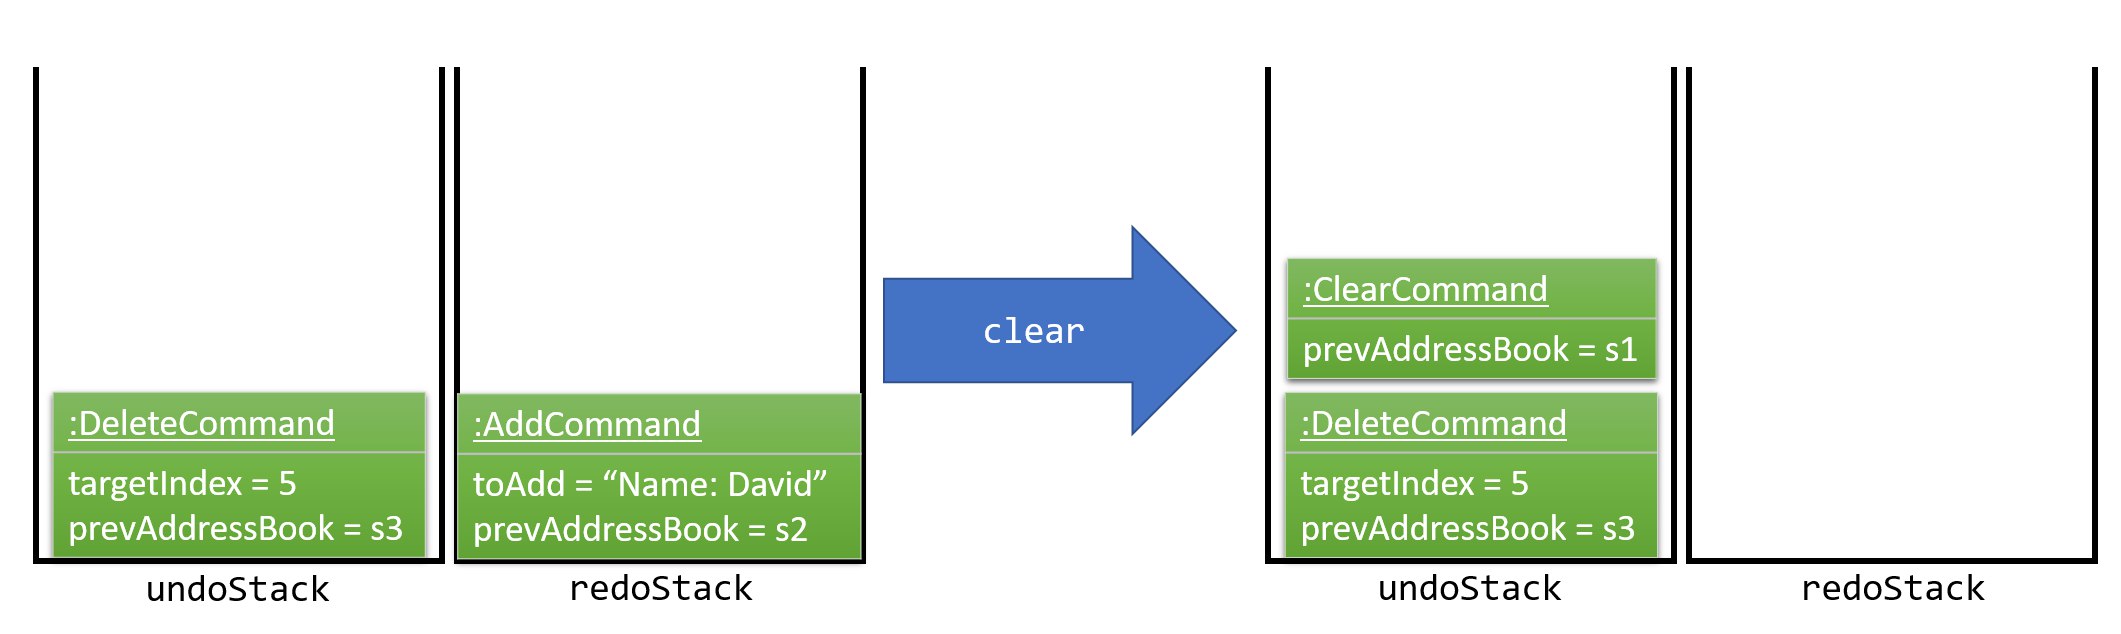 :DeleteCommand
targetIndex = 5
prevAddressBook = s3
undoStack
:AddCommand
toAdd = “Name: David”
prevAddressBook = s2
redoStack
clear
:ClearCommand
prevAddressBook = s1
:DeleteCommand
targetIndex = 5
prevAddressBook = s3
undoStack
redoStack